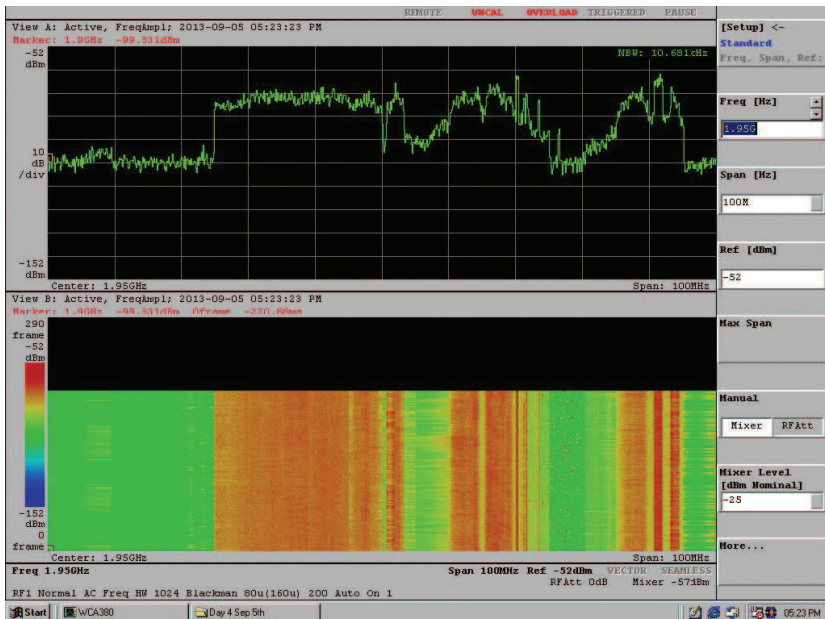 REMOTE UNCAL OVERLOAD TRIGGERED PAUSE
View A: Active, FreqAmpl; 2013-09-05 05:23:23 PM
Marker: 1.9GHz -99.531dBm
-52
dBm
NBW: 10.681kHz
10
dB
/div
-152
dBm
Center: 1.95GHz Span: 100MHz
View B: Active, FreqAmpl; 2013-09-05 05:23:23 PM
Marker: 1.9GHz -99.531dBm 0frame -220.88ms
290
frame
-52
dBm
-152
dBm
0
frame
Center: 1.95GHz Span: 100MHz
Freq 1.95GHz Span 100MHz Ref -52dBm VECTOR SEAMLESS
RFAtt 0dB Mixer -57dBm
RF1 Normal AC Freq HW 1024 Blackman 80u(160u) 200 Auto On 1
[Setup] <-
Standard
Freq, Span, Ref:
Freq [Hz]
1.95G
Span [Hz]
100M
Ref [dBm]
-52
Max Span
Manual
Mixer RFAtt
Mixer Level
[dBm Nominal]
-25
More...
Start WCA380 Day 4 Sep 5th 05:23 PM